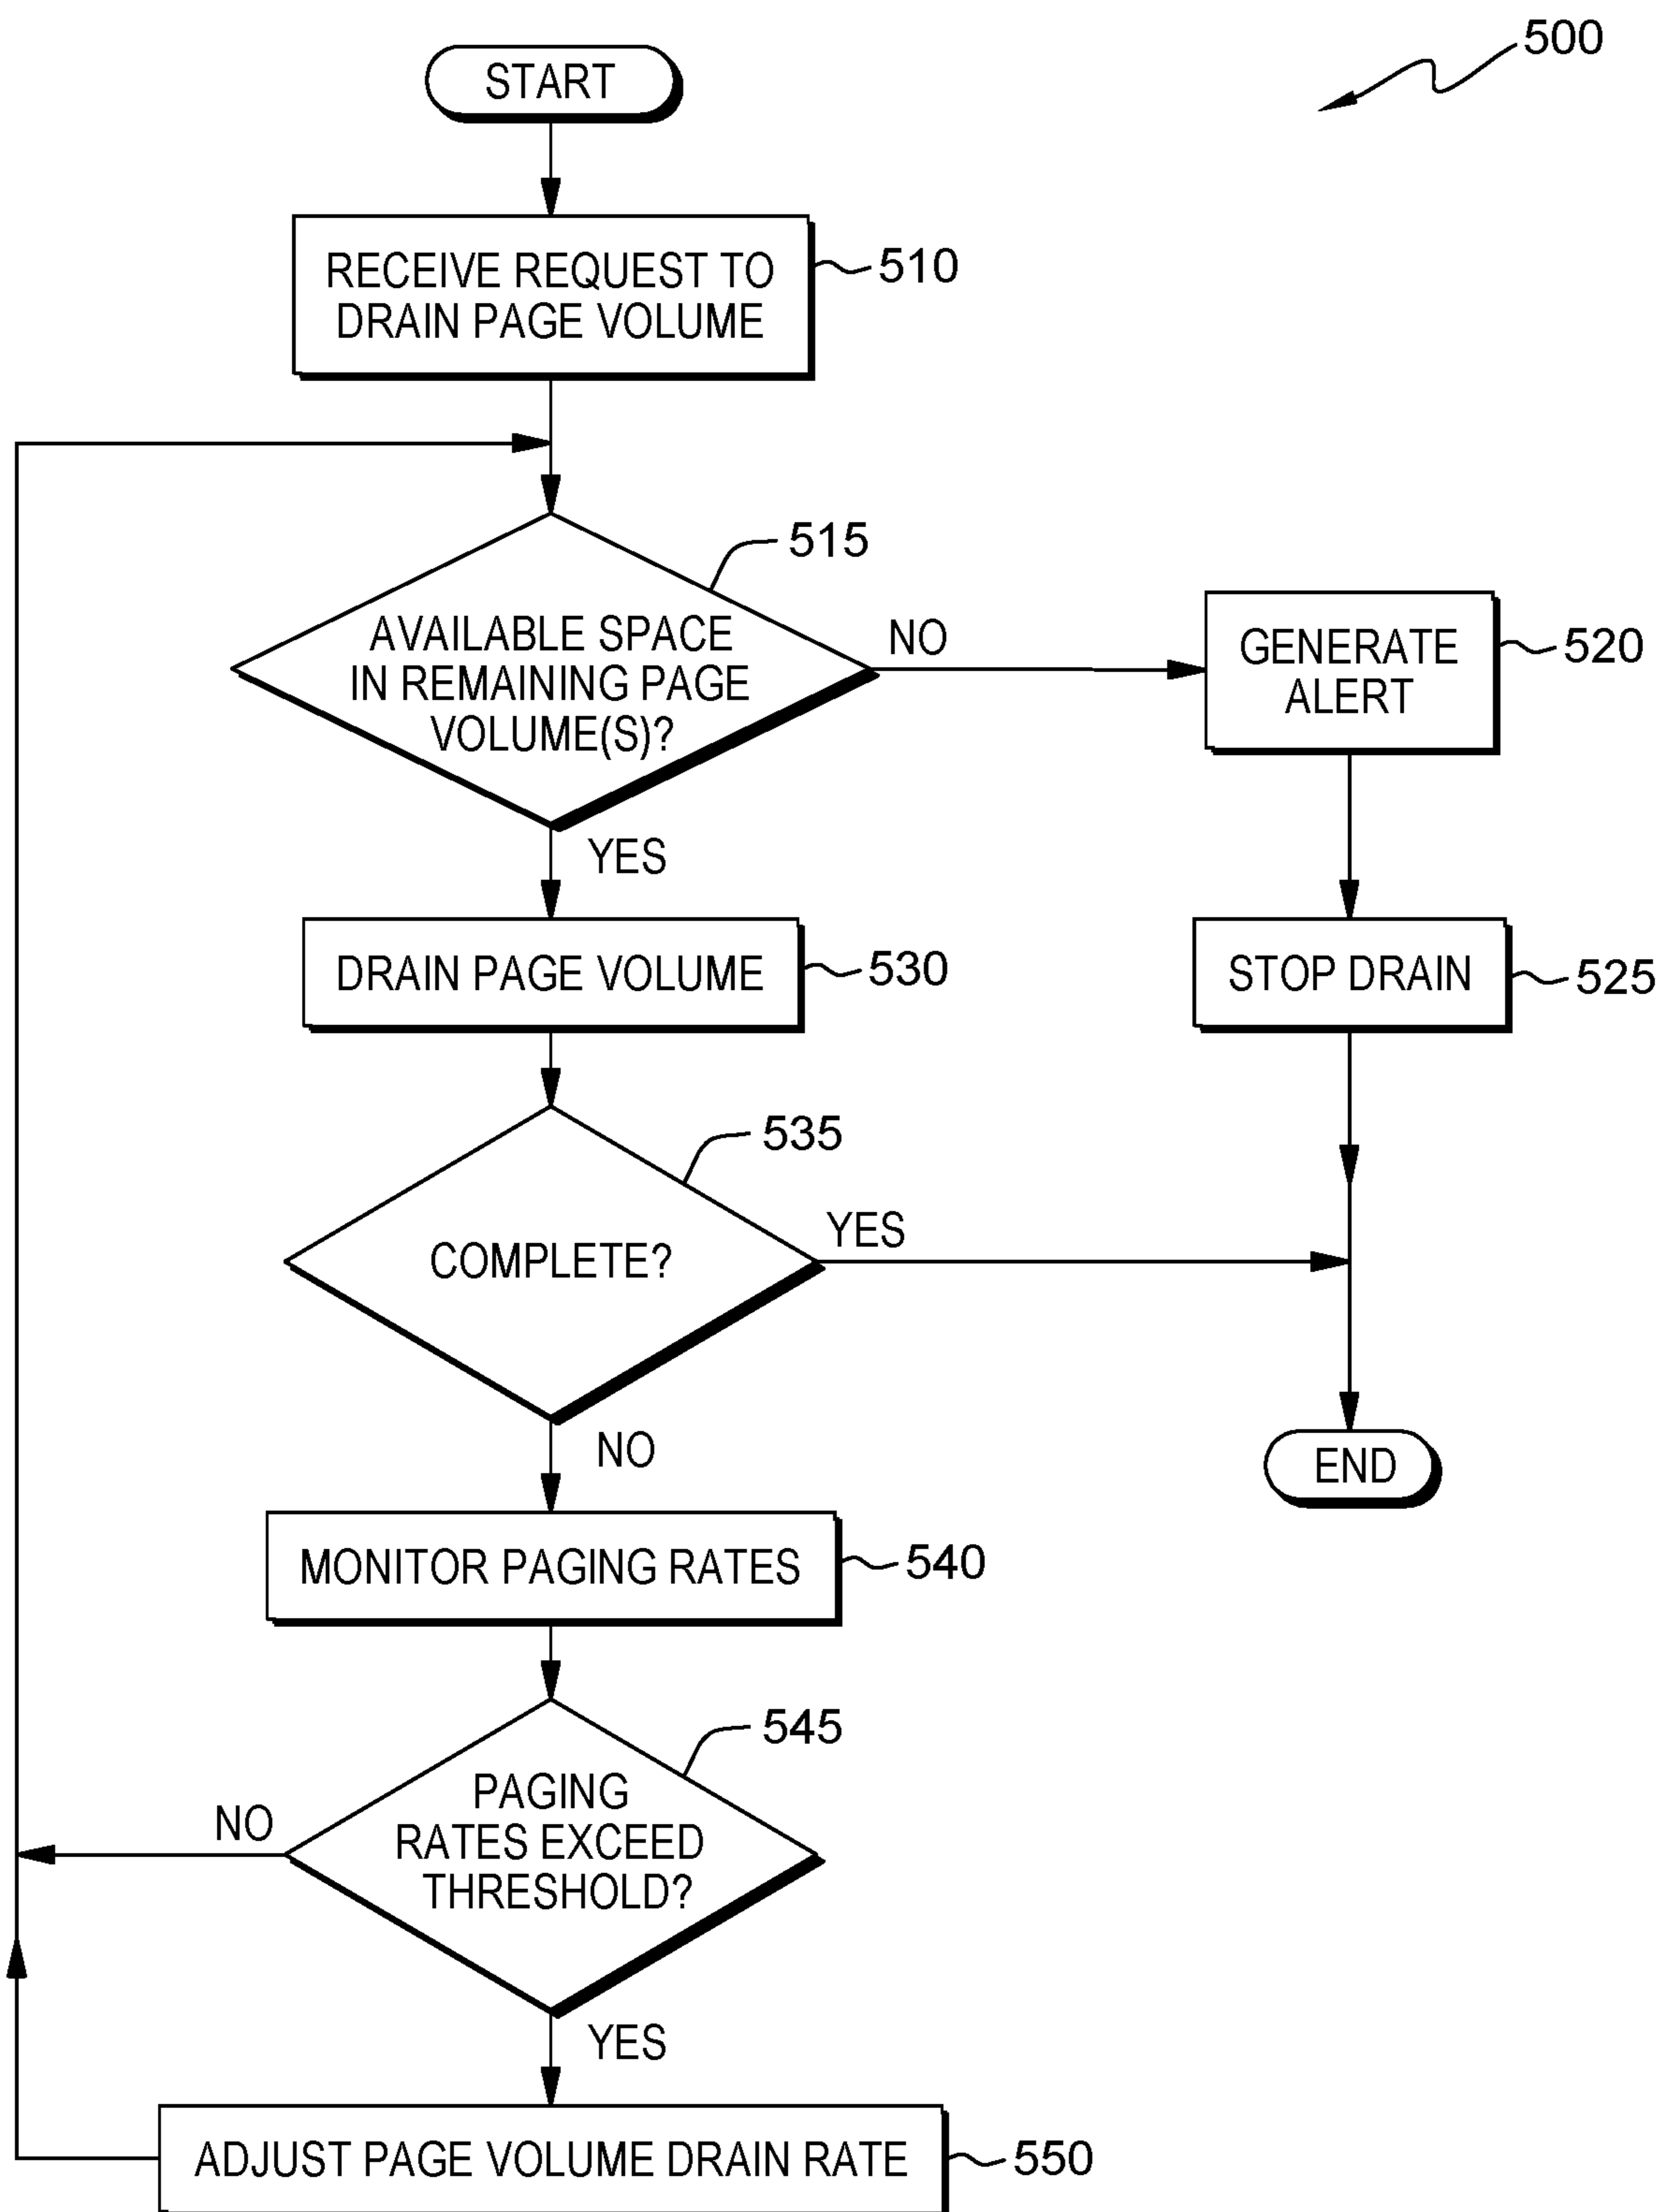 START
500
RECEIVE REQUEST TO
DRAIN PAGE VOLUME
510
515
AVAILABLE SPACE
IN REMAINING PAGE
VOLUME(S)?
NO
GENERATE
ALERT
520
YES
DRAIN PAGE VOLUME
530
STOP DRAIN
525
535
COMPLETE?
YES
NO
END
MONITOR PAGING RATES
540
545
PAGING
RATES EXCEED
THRESHOLD?
NO
YES
ADJUST PAGE VOLUME DRAIN RATE
550